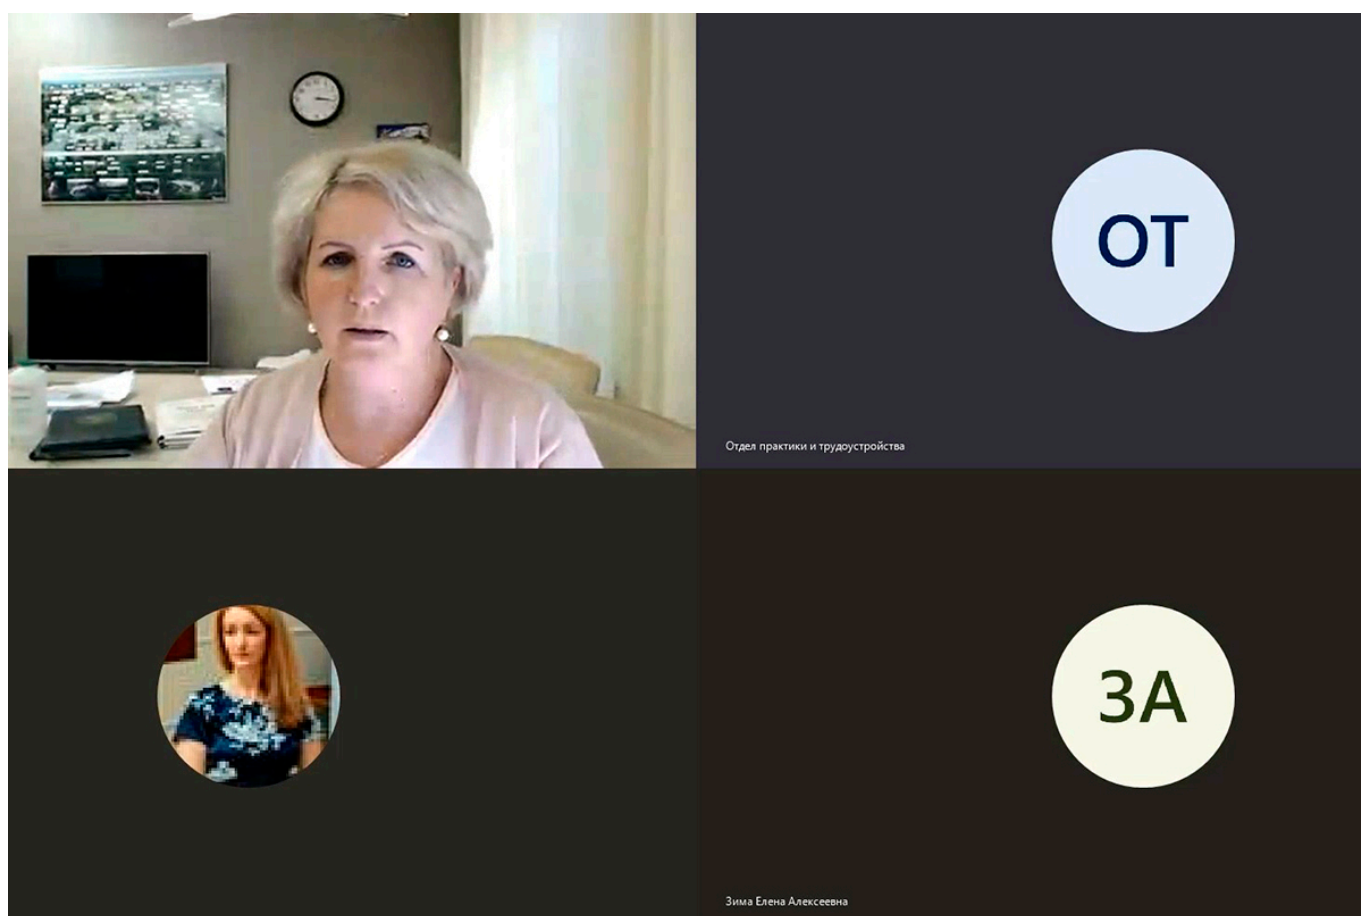 ОТ
Отдел практики и трудоустройства
ЗА
Зима Елена Алексеевна